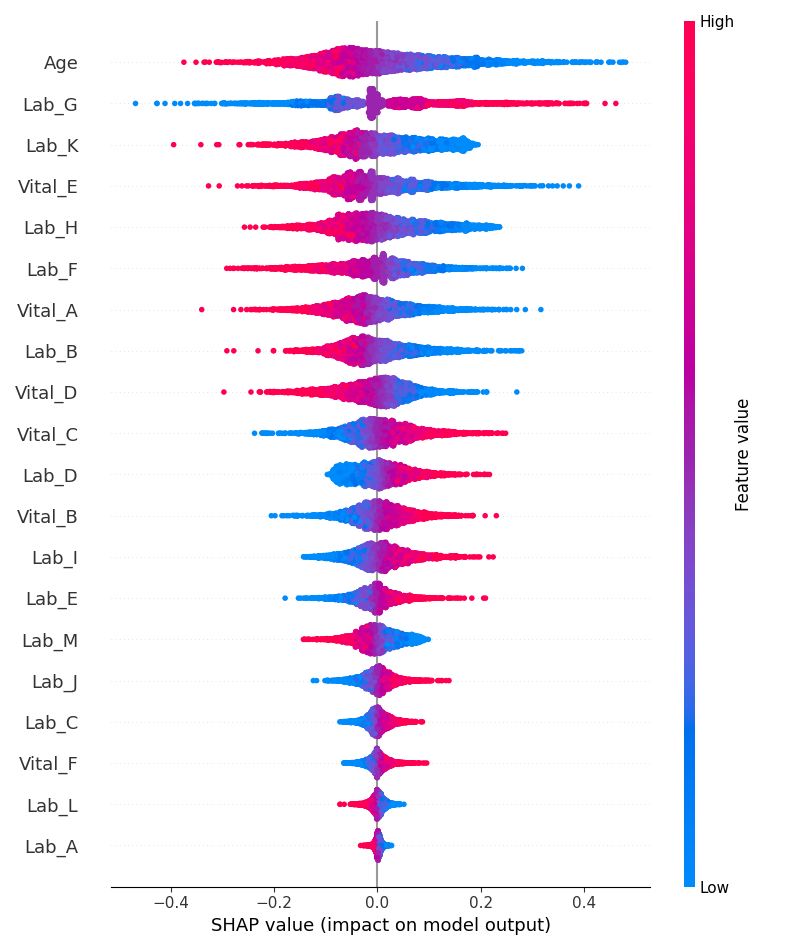 High
Age
Lab_G
Lab_K
Vital_E
Lab_H
Lab_F
Vital_A
Lab_B
Vital_D
Vital_C
Lab_D
Vital_B
Lab_I
Lab_E
Lab_M
Lab_J
Lab_C
Vital_F
Lab_L
Lab_A
Feature value
Low
−0.4 −0.2 0.0 0.2 0.4
SHAP value (impact on model output)